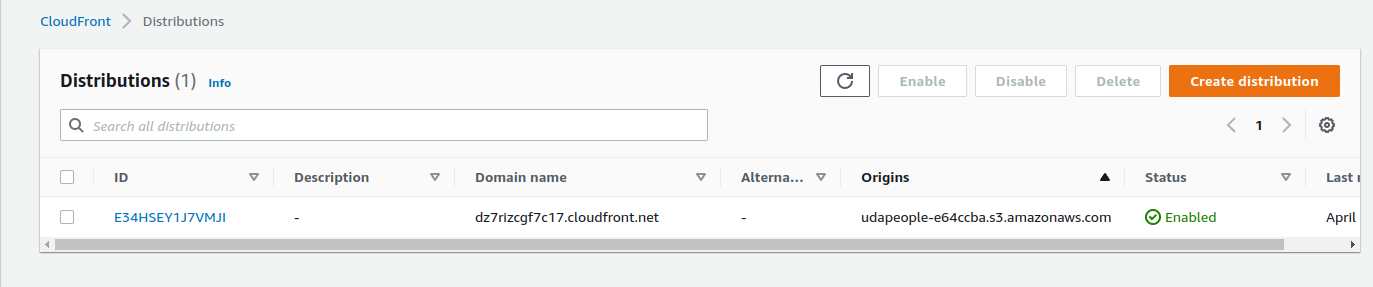 CloudFront > Distributions
Distributions (1) Info
Enable Disable Delete Create distribution
Search all distributions
1
ID Description Domain name Alterna... Origins Status Last
E34HSEY1J7VMJI - dz7rizcgf7c17.cloudfront.net - udapeople-e64ccba.s3.amazonaws.com Enabled April